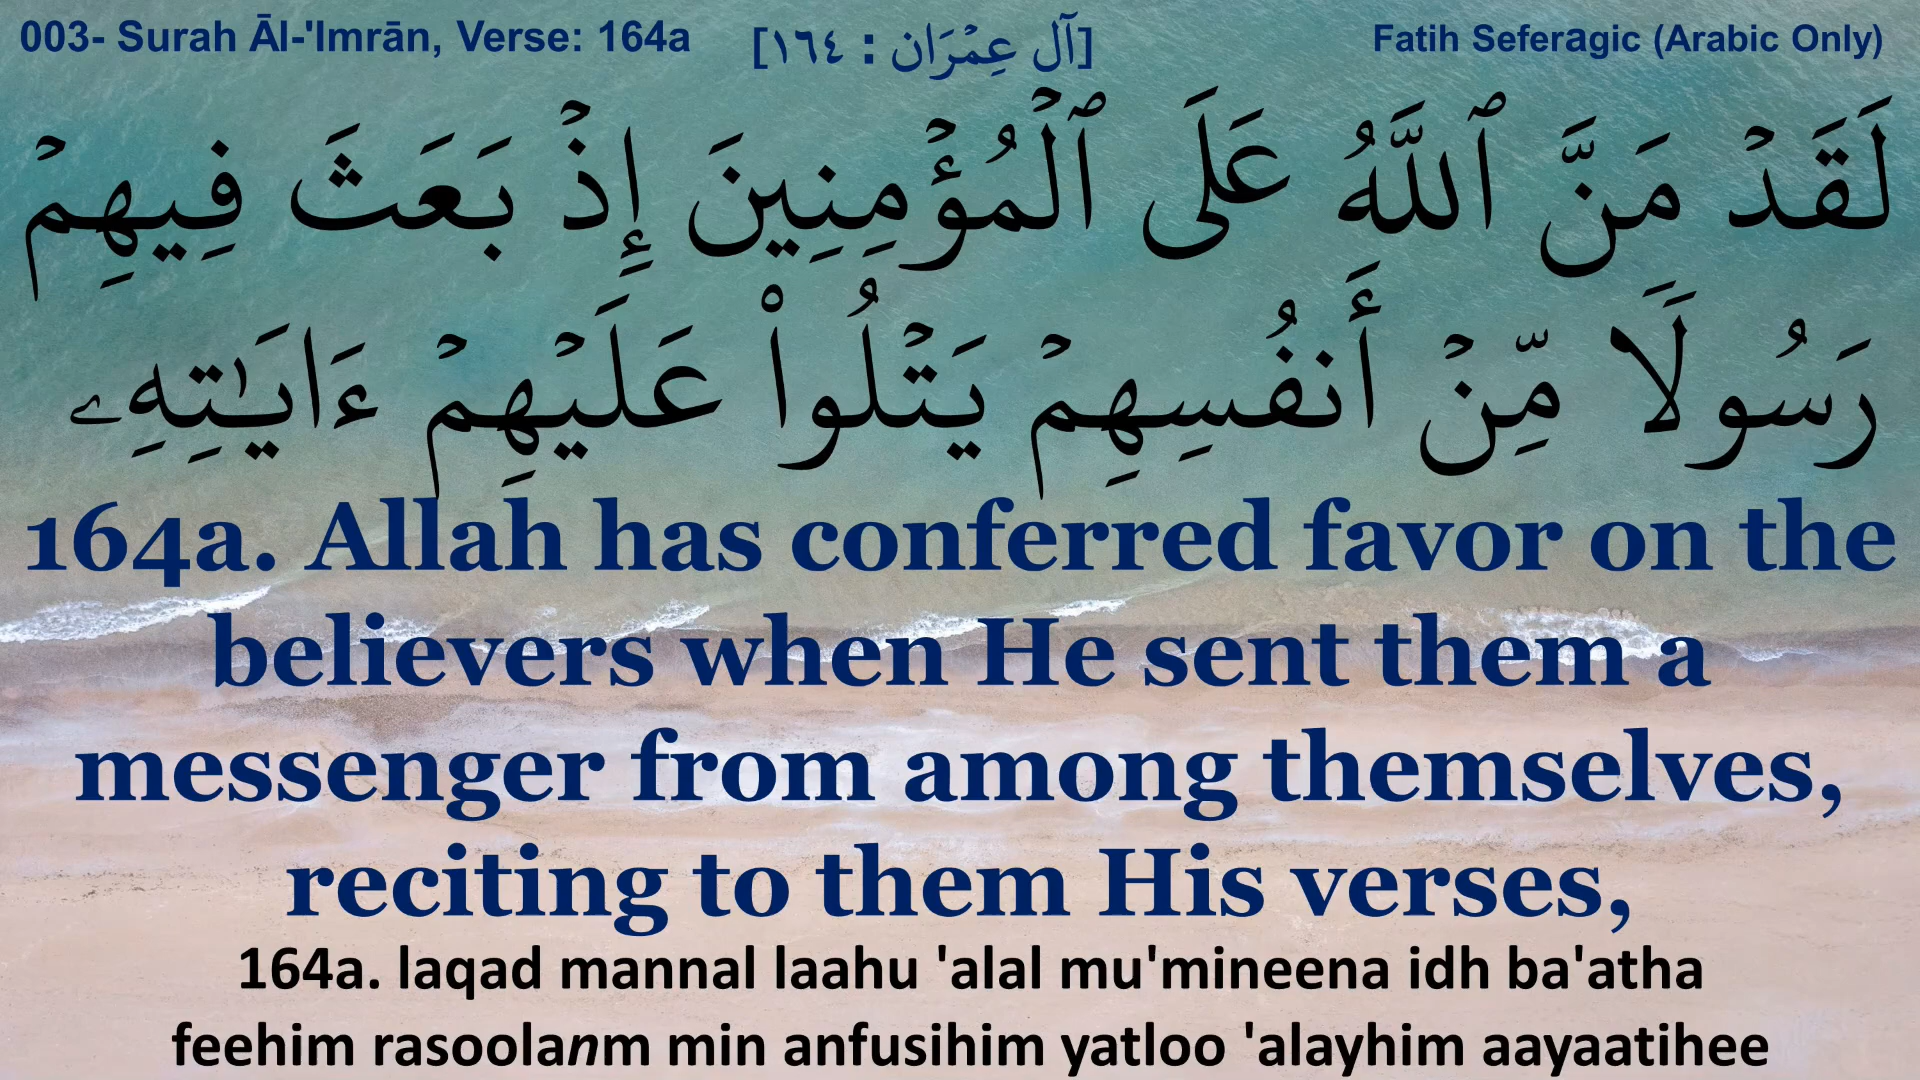 003- Surah Āl-'Imrān, Verse: 164a
[آل عِمْرَان : ١٦٤]
Fatih Seferagic (Arabic Only)
لَقَدۡ مَنَّ ٱللَّهُ عَلَى ٱلۡمُؤۡمِنِينَ إِذۡ بَعَثَ فِيهِمۡ
رَسُولٗا مِّنۡ أَنفُسِهِمۡ يَتۡلُواْ عَلَيۡهِمۡ ءَايَٰتِهِۦ
164a. Allah has conferred favor on the
believers when He sent them a
messenger from among themselves,
reciting to them His verses,
164a. laqad mannal laahu 'alal mu'mineena idh ba'atha
feehim rasoolanm min anfusihim yatloo 'alayhim aayaatihee